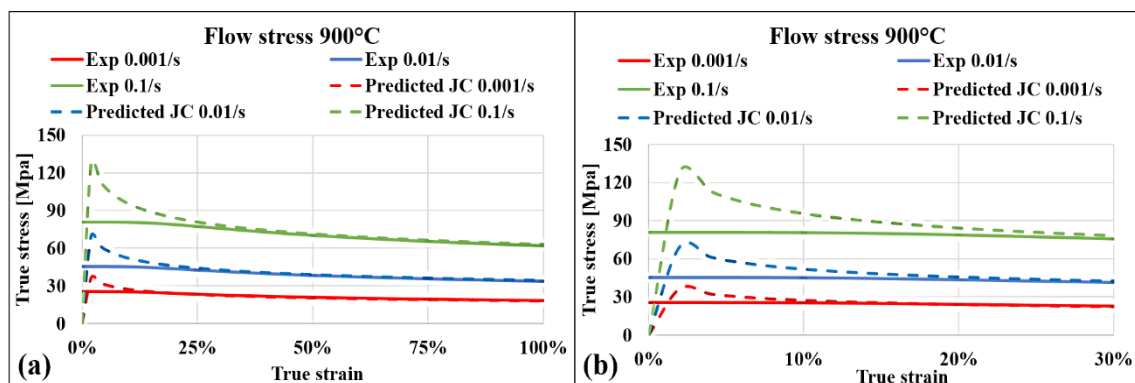 Flow stress 900°C
Exp 0.001/s
Exp 0.01/s
Exp 0.1/s
Predicted JC 0.001/s
Predicted JC 0.01/s
Predicted JC 0.1/s
150
120
90
60
30
0
True stress [Mpa]
0%
25%
50%
75%
100%
True strain
(a)
Flow stress 900°C
Exp 0.001/s
Exp 0.01/s
Exp 0.1/s
Predicted JC 0.001/s
Predicted JC 0.01/s
Predicted JC 0.1/s
150
120
90
60
30
0
True stress [Mpa]
0%
10%
20%
30%
True strain
(b)